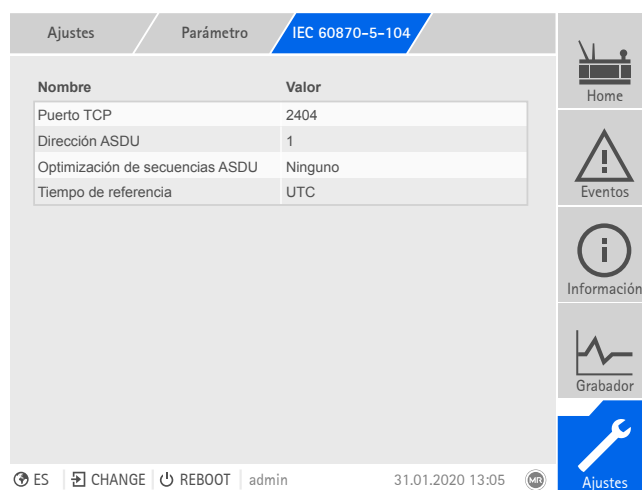 Ajustes Parámetro IEC 60870-5-104
Nombre Valor
Puerto TCP 2404
Dirección ASDU 1
Optimización de secuencias ASDU Ninguno
Tiempo de referencia UTC
Home
Eventos
Información
Grabador
Ajustes
ES CHANGE REBOOT admin 31.01.2020 13:05 MR